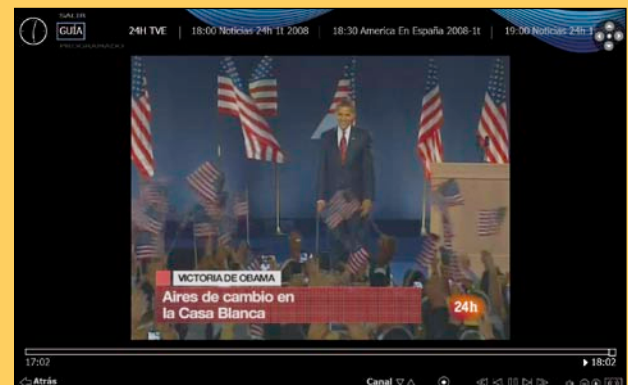 SALIR
GUÍA
PROGRAMADO
24H TVE | 18:00 Noticias 24h 1t 2008 | 18:30 America En España 2008-1t | 19:00 Noticias 24h 1
VICTORIA DE OBAMA
Aires de cambio en
la Casa Blanca
24h
17:02
18:02
Atrás
Canal